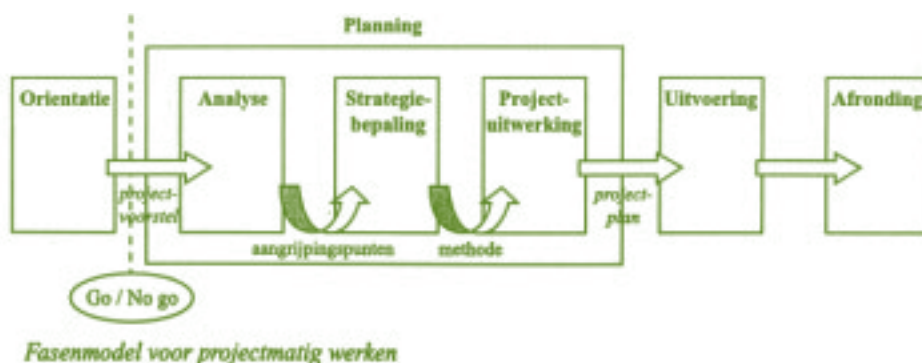 Planning
Orientatie
Analyse
Strategie-
bepaling
Project-
uitwerking
Uitvoering
Afronding
project-
voorstel
aangrijpingspunten
methode
project-
plan
Go / No go
Fasenmodel voor projectmatig werken